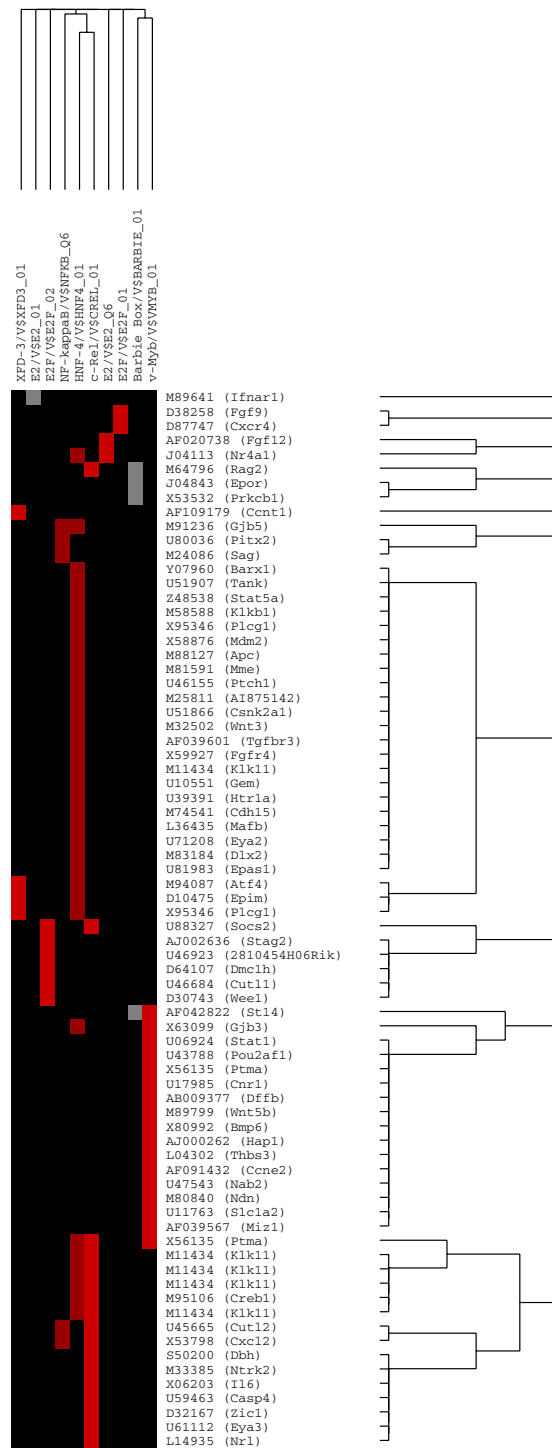 XFD-3/V$XFD3_01
E2/V$E2_01
E2F/V$E2F_02
NF-kappaB/V$NFKB_Q6
HNF-4/V$HNF4_01
c-Rel/V$CREL_01
E2/V$E2_Q6
E2F/V$E2F_01
Barbie Box/V$BARBIE_01
v-Myb/V$VMYB_01
M89641 (Ifnar1)
D38258 (Fgf9)
D87747 (Cxcr4)
AF020738 (Fgf12)
J04113 (Nr4a1)
M64796 (Rag2)
J04843 (Epor)
X53532 (Prkcb1)
AF109179 (Ccnt1)
M91236 (Gjb5)
U80036 (Pitx2)
M24086 (Sag)
Y07960 (Barx1)
U51907 (Tank)
Z48538 (Stat5a)
M58588 (Klkb1)
X95346 (Plcg1)
X58876 (Mdm2)
M88127 (Apc)
M81591 (Mme)
U46155 (Ptch1)
M25811 (AI875142)
U51866 (Csnk2a1)
M32502 (Wnt3)
AF039601 (Tgfbr3)
X59927 (Fgfr4)
M11434 (Klk11)
U10551 (Gem)
U39391 (Htr1a)
M74541 (Cdh15)
L36435 (Mafb)
U71208 (Eya2)
M83184 (Dlx2)
U81983 (Epas1)
M94087 (Atf4)
D10475 (Epim)
X95346 (Plcg1)
U88327 (Socs2)
AJ002636 (Stag2)
U46923 (2810454H06Rik)
D64107 (Dmc1h)
U46684 (Cutl1)
D30743 (Wee1)
AF042822 (St14)
X63099 (Gjb3)
U06924 (Stat1)
U43788 (Pou2af1)
X56135 (Ptma)
U17985 (Cnr1)
AB009377 (Dffb)
M89799 (Wnt5b)
X80992 (Bmp6)
AJ000262 (Hap1)
L04302 (Thbs3)
AF091432 (Ccne2)
U47543 (Nab2)
M80840 (Ndn)
U11763 (Slc1a2)
AF039567 (Miz1)
X56135 (Ptma)
M11434 (Klk11)
M11434 (Klk11)
M11434 (Klk11)
M95106 (Creb1)
M11434 (Klk11)
U45665 (Cutl2)
X53798 (Cxcl2)
S50200 (Dbh)
M33385 (Ntrk2)
X06203 (Il6)
U59463 (Casp4)
D32167 (Zic1)
U61112 (Eya3)
L14935 (Nrl)